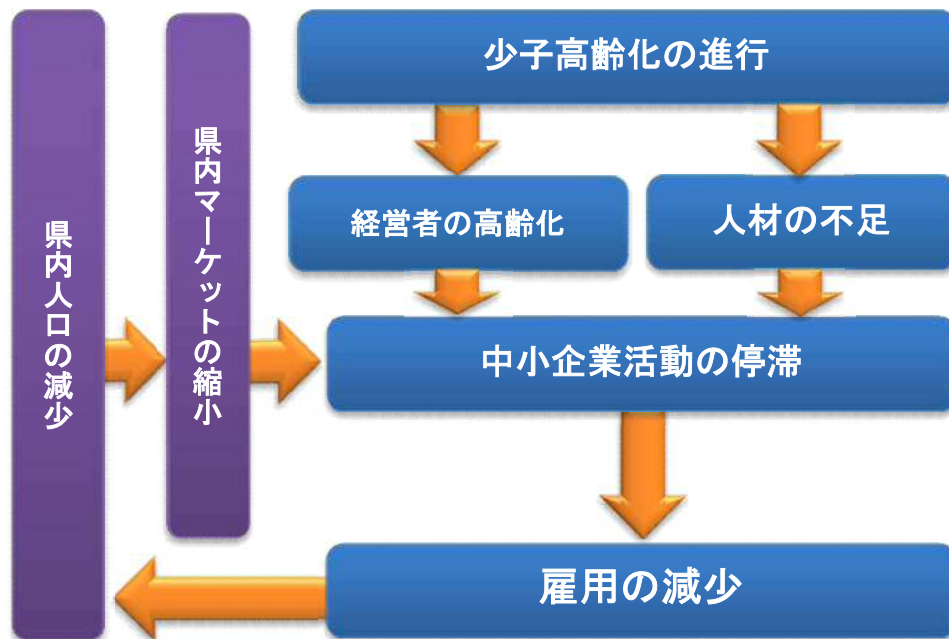 少子高齢化の進行
経営者の高齢化
人材の不足
県内人口の減少
県内マーケットの縮小
中小企業活動の停滞
雇用の減少